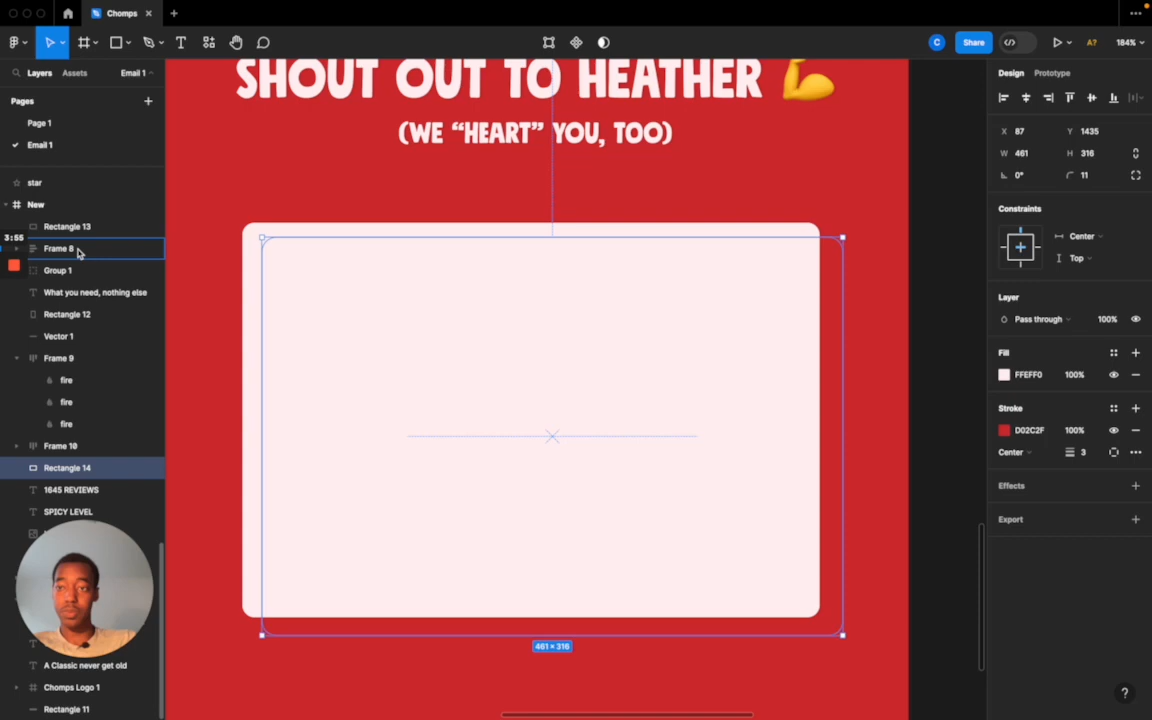 Chomps
Share
A?
184%
Layers
Assets
Email 1
Pages
Page 1
Email 1
star
New
Rectangle 13
3:55
Frame 8
Group 1
What you need, nothing else
Rectangle 12
Vector 1
Frame 9
fire
fire
fire
Frame 10
Rectangle 14
1645 REVIEWS
SPICY LEVEL
A Classic never get old
Chomps Logo 1
Rectangle 11
SHOUT OUT TO HEATHER 💪
(WE “HEART” YOU, TOO)
461 × 316
C
Design
Prototype
X 87 Y 1435
W 461 H 316
0° 11
Constraints
Center
Top
Layer
Pass through 100%
Fill
FFEFF0 100%
Stroke
D02C2F 100%
Center 3
Effects
Export
?